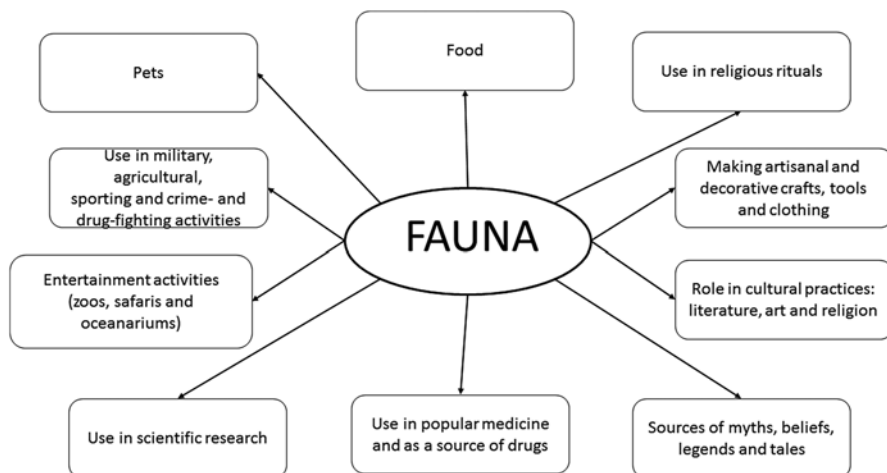 Pets
Food
Use in religious rituals
Use in military,
agricultural,
sporting and crime- and
drug-fighting activities
Making artisanal and
decorative crafts, tools
and clothing
FAUNA
Entertainment activities
(zoos, safaris and
oceanariums)
Role in cultural practices:
literature, art and religion
Use in scientific research
Use in popular medicine
and as a source of drugs
Sources of myths, beliefs,
legends and tales